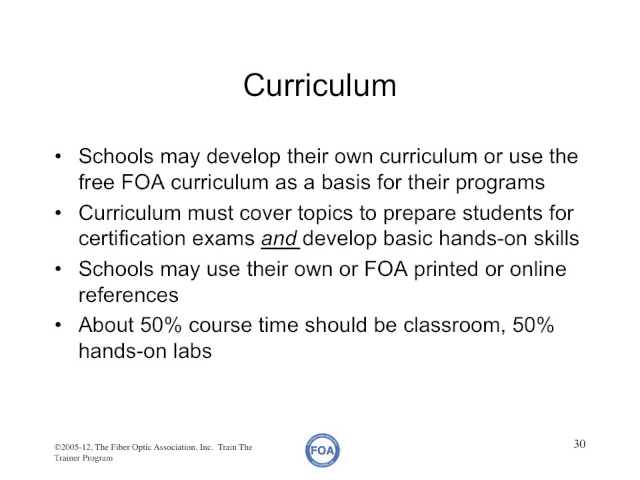 Curriculum
• Schools may develop their own curriculum or use the
free FOA curriculum as a basis for their programs
• Curriculum must cover topics to prepare students for
certification exams and develop basic hands-on skills
• Schools may use their own or FOA printed or online
references
• About 50% course time should be classroom, 50%
hands-on labs
©2005-12, The Fiber Optic Association, Inc. Train The
Trainer Program
FOA
30